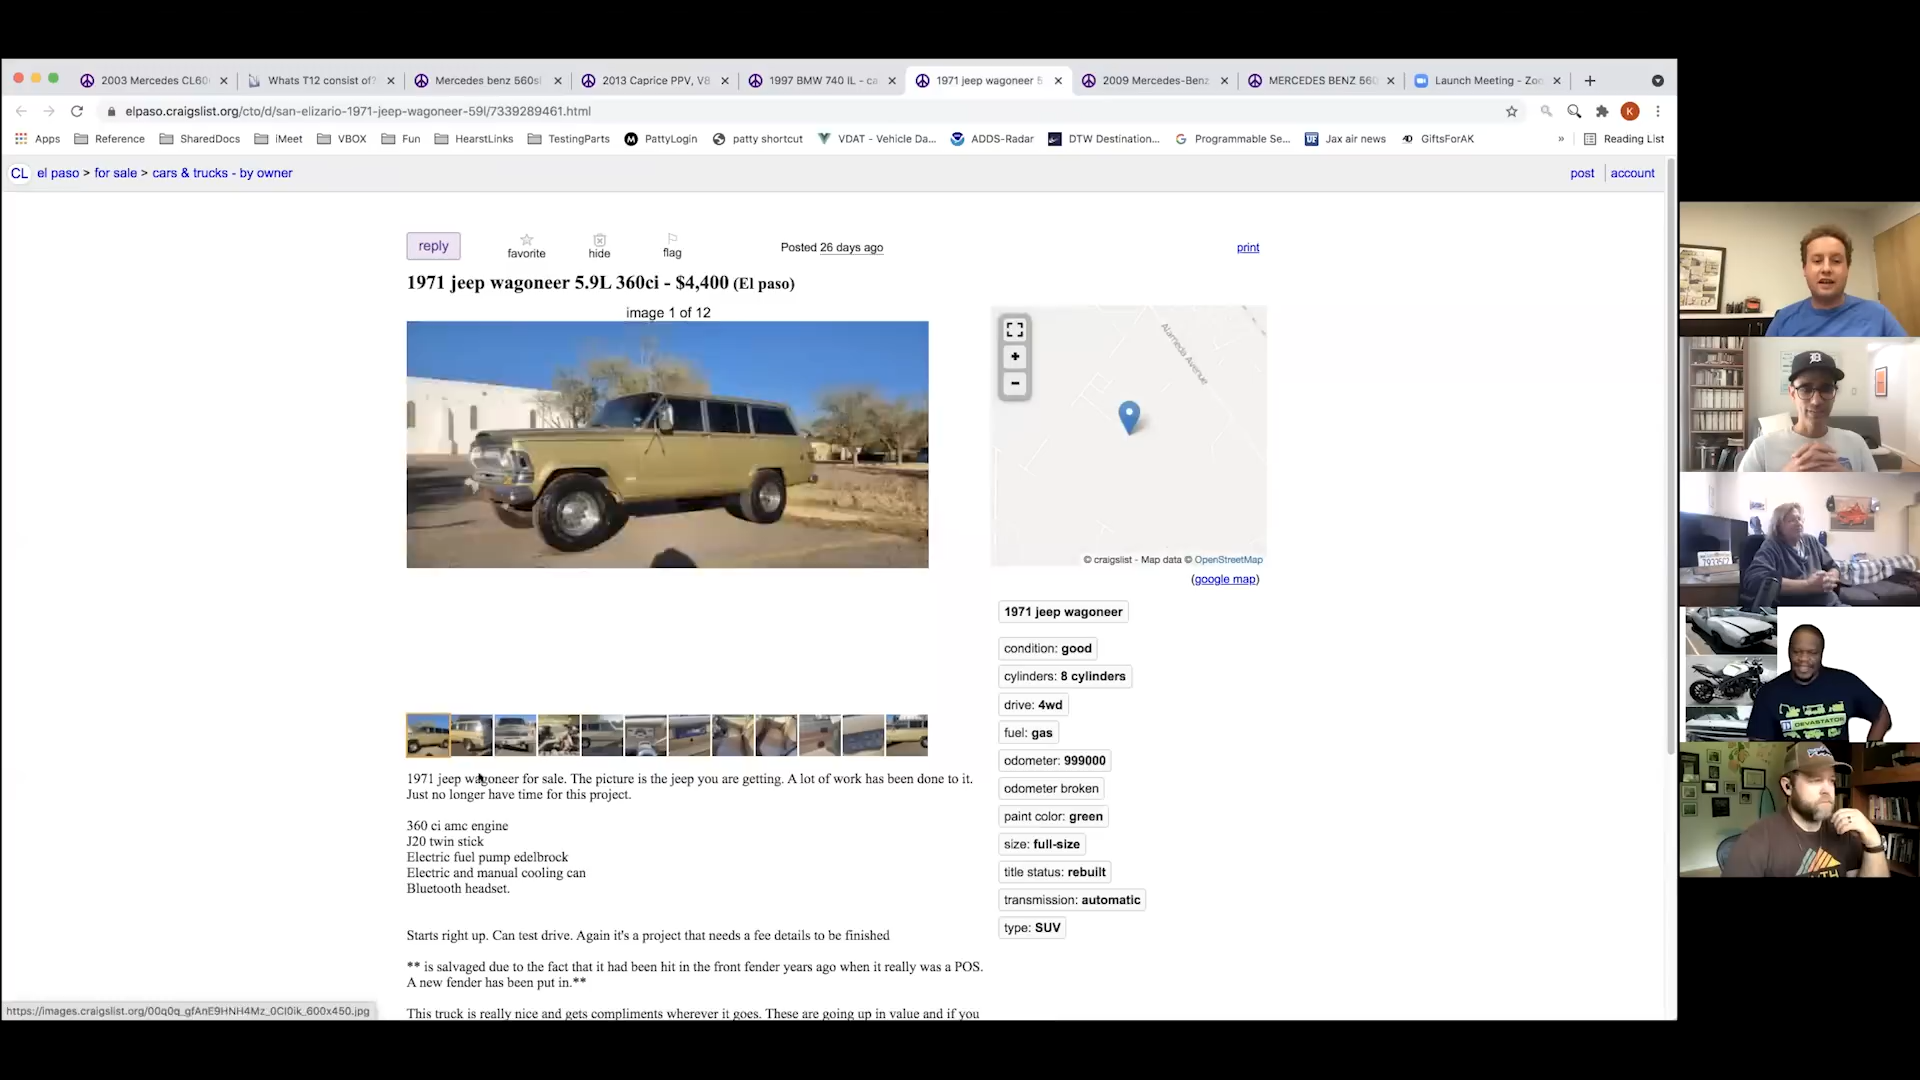 2003 Mercedes CL600
Whats T12 consist of?
Mercedes benz 560sl
2013 Caprice PPV, V8
1997 BMW 740 IL - ca
1971 jeep wagoneer 5
2009 Mercedes-Benz
MERCEDES BENZ 560
Launch Meeting - Zoo
elpaso.craigslist.org/cto/d/san-elizario-1971-jeep-wagoneer-59l/7339289461.html
K
Apps
Reference
SharedDocs
iMeet
VBOX
Fun
HearstLinks
TestingParts
PattyLogin
patty shortcut
VDAT - Vehicle Da...
ADDS-Radar
DTW Destination...
Programmable Se...
Jax air news
GiftsForAK
»
Reading List
CL el paso > for sale > cars & trucks - by owner
post
account
reply
favorite
hide
flag
Posted 26 days ago
print
1971 jeep wagoneer 5.9L 360ci - $4,400 (El paso)
image 1 of 12
Alameda Avenue
+
-
© craigslist - Map data © OpenStreetMap
(google map)
1971 jeep wagoneer
condition: good
cylinders: 8 cylinders
drive: 4wd
fuel: gas
odometer: 999000
odometer broken
paint color: green
size: full-size
title status: rebuilt
transmission: automatic
type: SUV
1971 jeep wagoneer for sale. The picture is the jeep you are getting. A lot of work has been done to it.
Just no longer have time for this project.
360 ci amc engine
J20 twin stick
Electric fuel pump edelbrock
Electric and manual cooling can
Bluetooth headset.
Starts right up. Can test drive. Again it's a project that needs a fee details to be finished
** is salvaged due to the fact that it had been hit in the front fender years ago when it really was a POS.
A new fender has been put in.**
This truck is really nice and gets compliments wherever it goes. These are going up in value and if you
https://images.craigslist.org/00q0q_gfAnE9HNH4Mz_0CI0ik_600x450.jpg
DEVASTATOR